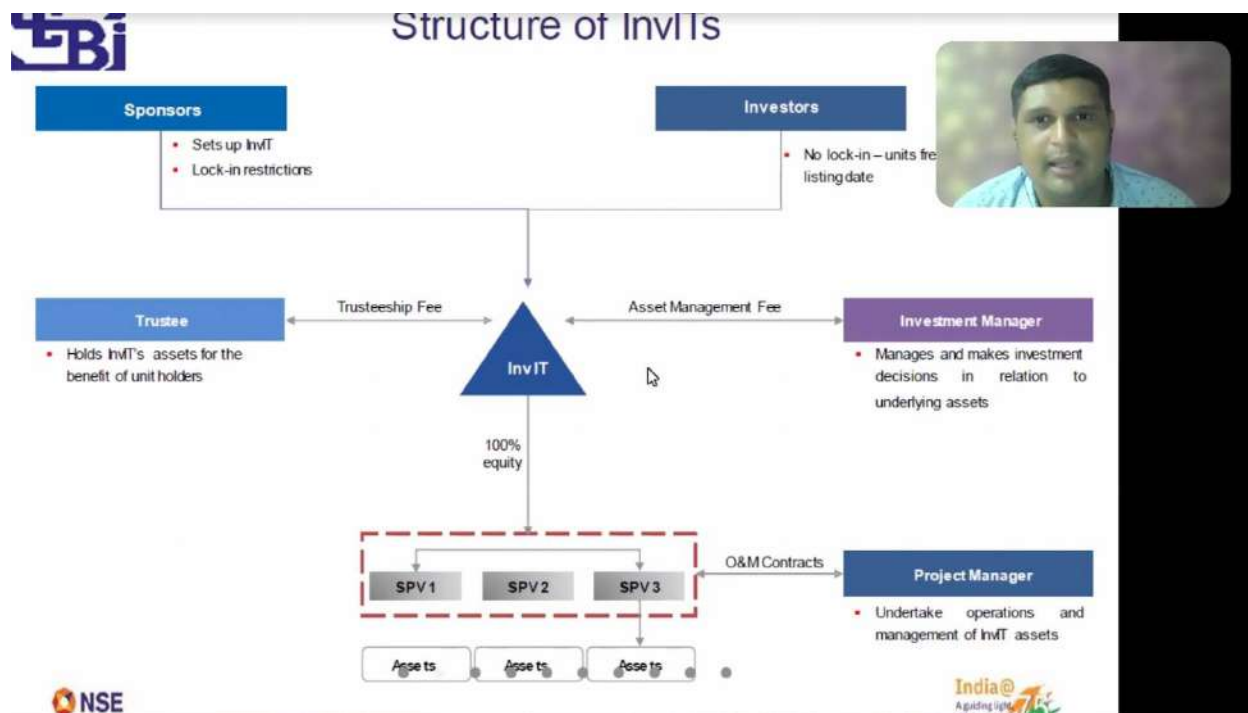 SEBI
Structure of InvITs
Sponsors
Investors
• Sets up InvIT
• Lock-in restrictions
• No lock-in – units
listing date
Trusteeship Fee
Asset Management Fee
Trustee
Investment Manager
• Holds InvIT's assets for the
benefit of unit holders
InvIT
• Manages and makes investment
decisions in relation to
underlying assets
100%
equity
O&M Contracts
SPV 1
SPV 2
SPV 3
Project Manager
• Undertake operations and
management of InvIT assets
Assets
Assets
Assets
NSE
India@
A guiding light